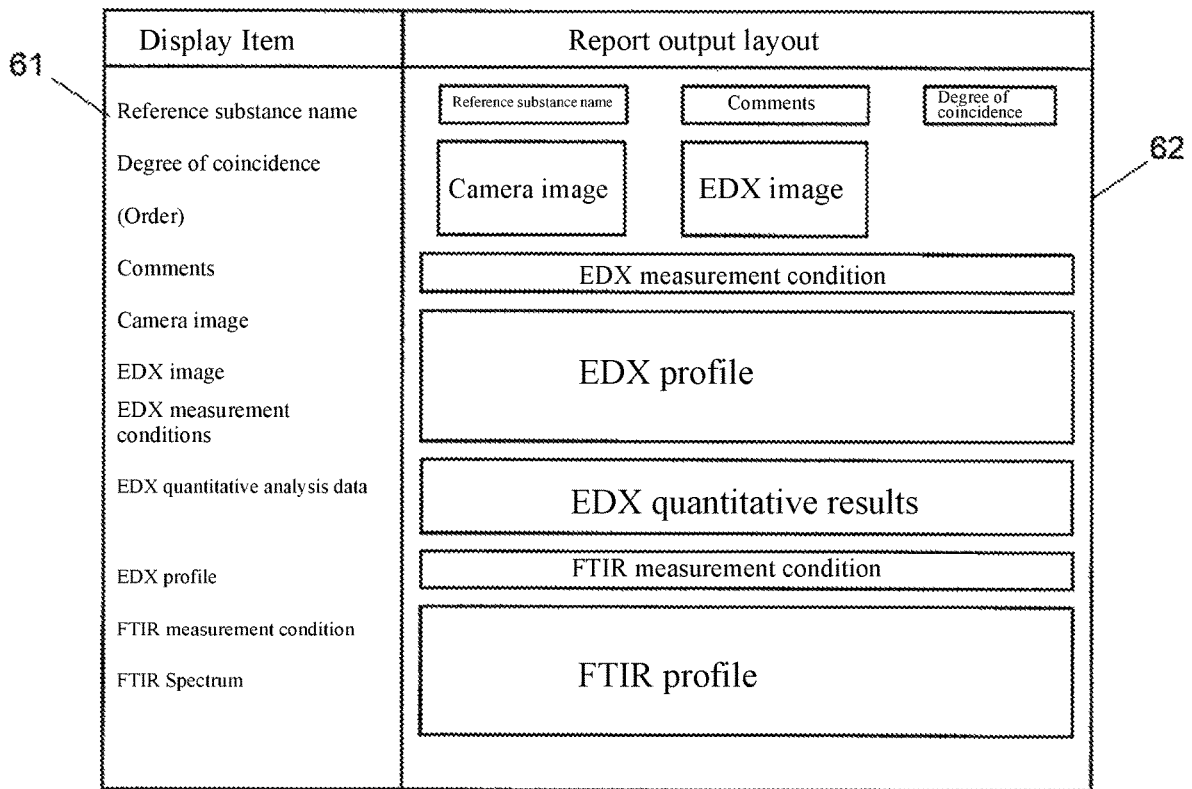 Display Item
Report output layout
61
Reference substance name
Degree of coincidence
(Order)
Comments
Camera image
EDX image
EDX measurement
conditions
EDX quantitative analysis data
EDX profile
FTIR measurement condition
FTIR Spectrum
Reference substance name
Comments
Degree of
coincidence
62
Camera image
EDX image
EDX measurement condition
EDX profile
EDX quantitative results
FTIR measurement condition
FTIR profile